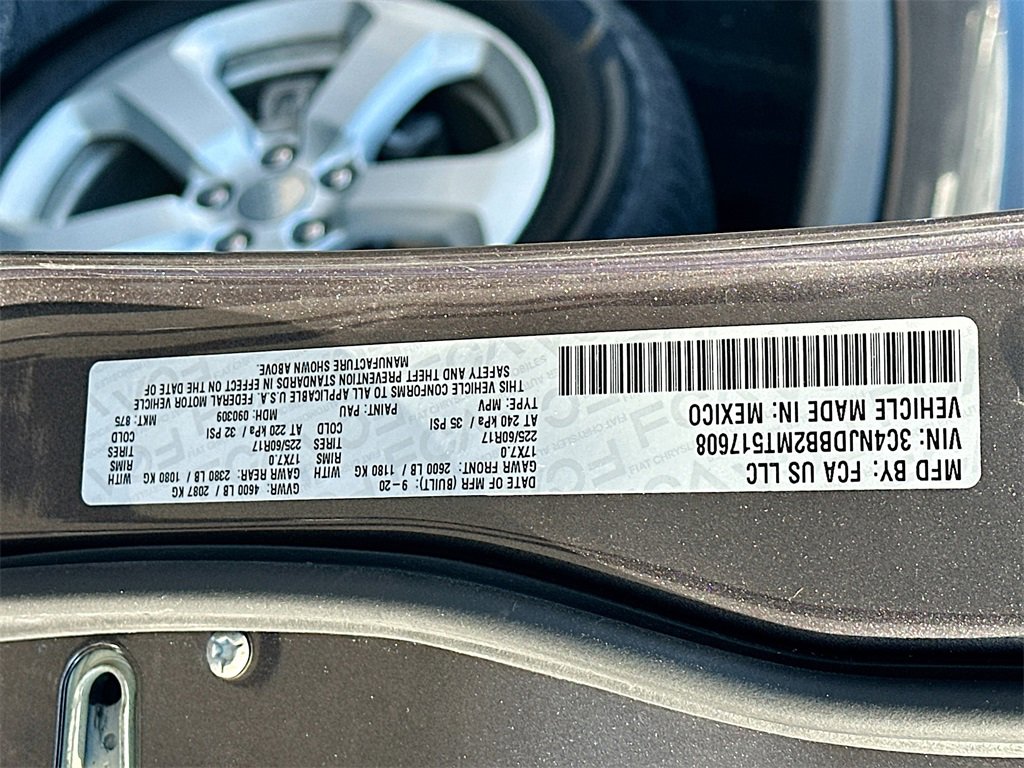 MFD BY: FCA US LLC
VIN: 3C4NJDBB2MT517608
VEHICLE MADE IN: MEXICO
DATE OF MFR (BUILT): 9-20 GVWR: 4600 LB 2087 KG
GAWR FRONT: 2600 LB 1180 KG WITH GAWR REAR: 2380 LB 1080 KG WITH
17X7.0 RIMS 17X7.0 RIMS
225/60R17 TIRES 225/60R17 TIRES
AT 240 kPa / 35 PSI COLD AT 220 kPa / 32 PSI COLD
TYPE: MPV PAINT: PAU MDH: 090309 MKT: 875
THIS VEHICLE CONFORMS TO ALL APPLICABLE U.S.A. FEDERAL MOTOR VEHICLE
SAFETY AND THEFT PREVENTION STANDARDS IN EFFECT ON THE DATE OF
MANUFACTURE SHOWN ABOVE.